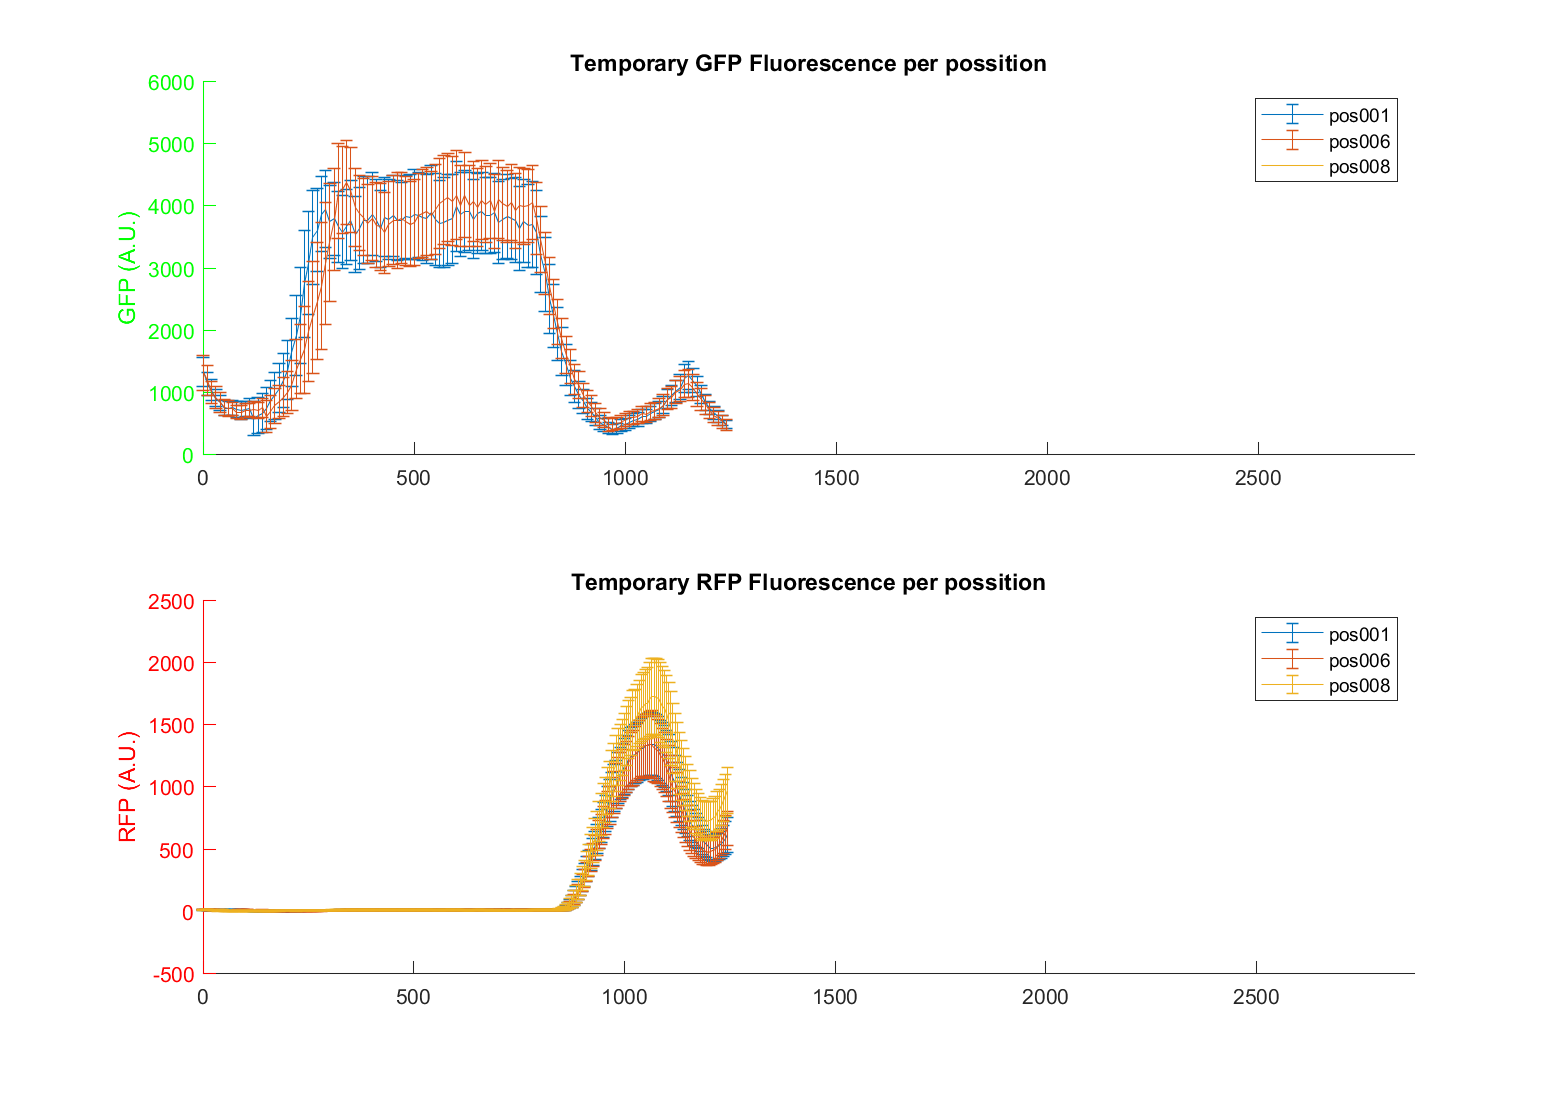 Temporary GFP Fluorescence per possition
6000
5000
4000
3000
2000
1000
0
GFP (A.U.)
0 500 1000 1500 2000 2500
pos001
pos006
pos008
Temporary RFP Fluorescence per possition
2500
2000
1500
1000
500
0
-500
RFP (A.U.)
0 500 1000 1500 2000 2500
pos001
pos006
pos008